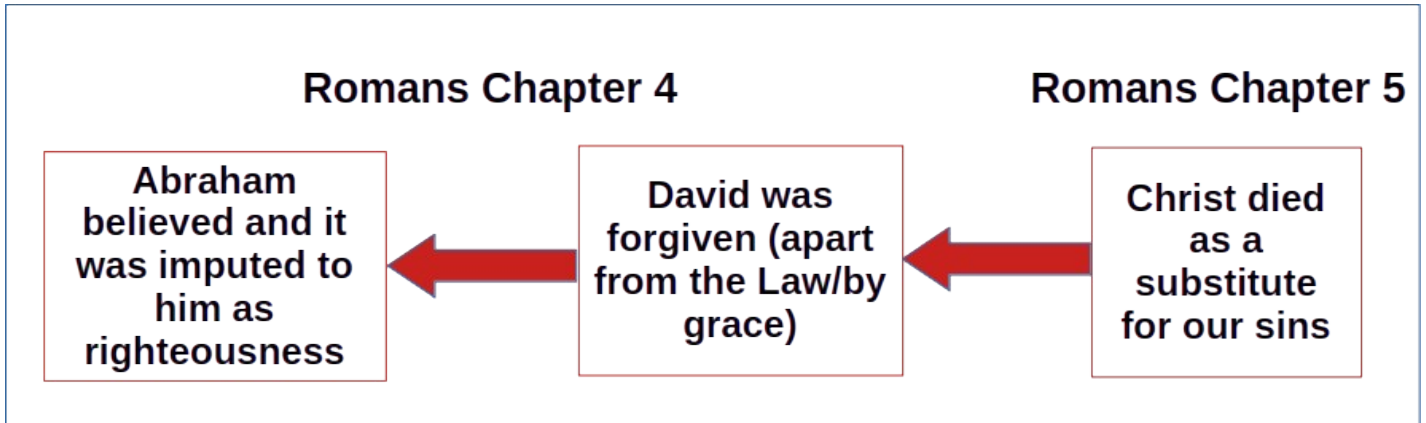 Romans Chapter 4
Romans Chapter 5
Abraham
believed and it
was imputed to
him as
righteousness
David was
forgiven (apart
from the Law/by
grace)
Christ died
as a
substitute
for our sins